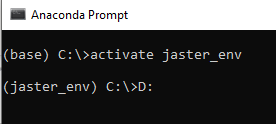 Anaconda Prompt
(base) C:\>activate jaster_env
(jaster_env) C:\>D: